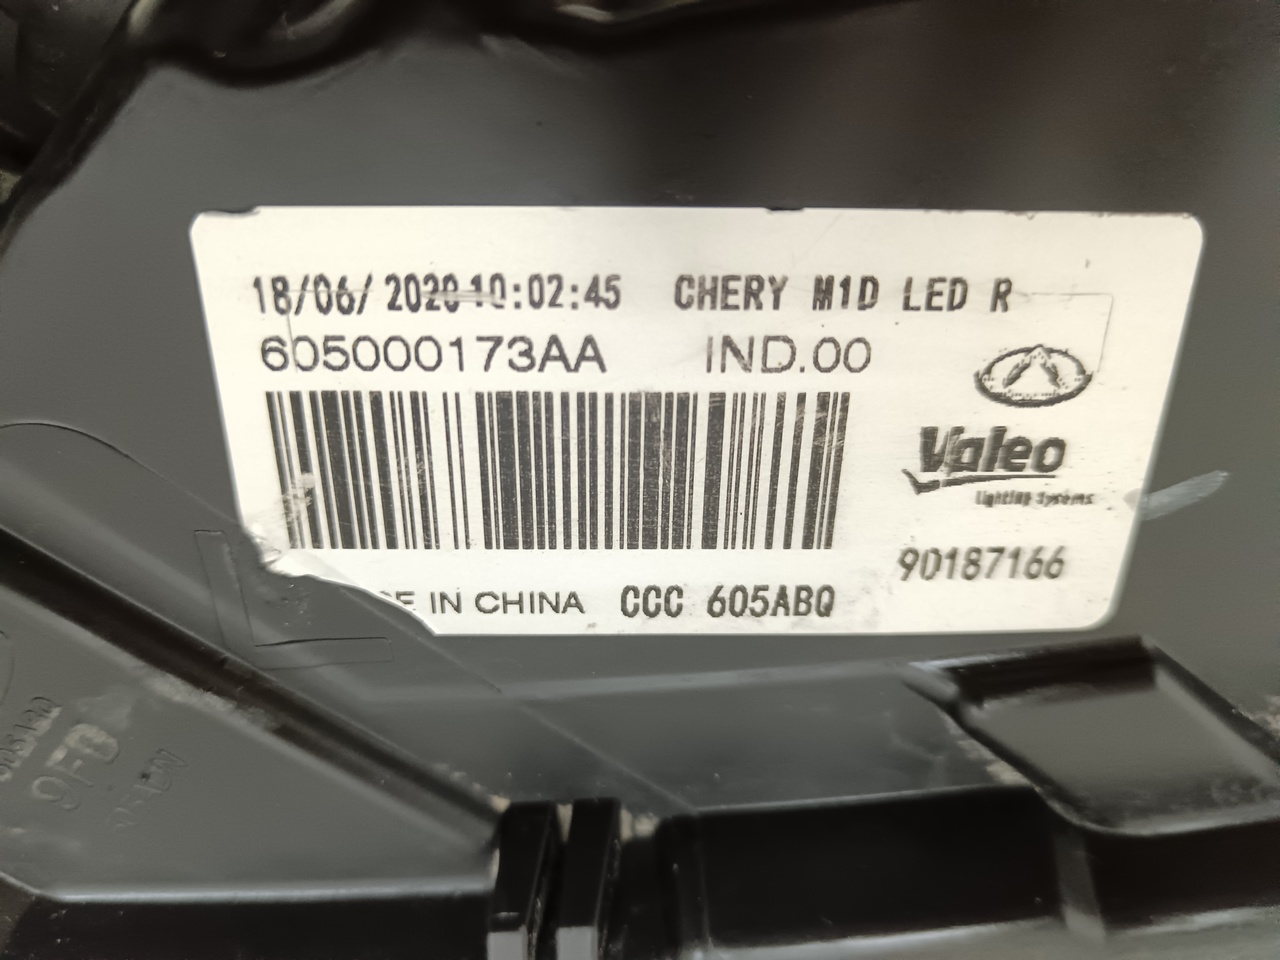 18/06/ 2020 10:02:45 CHERY M1D LED R
605000173AA IND.00
Valeo
lighting systems
90187166
IN CHINA CCC 605ABQ
9FD